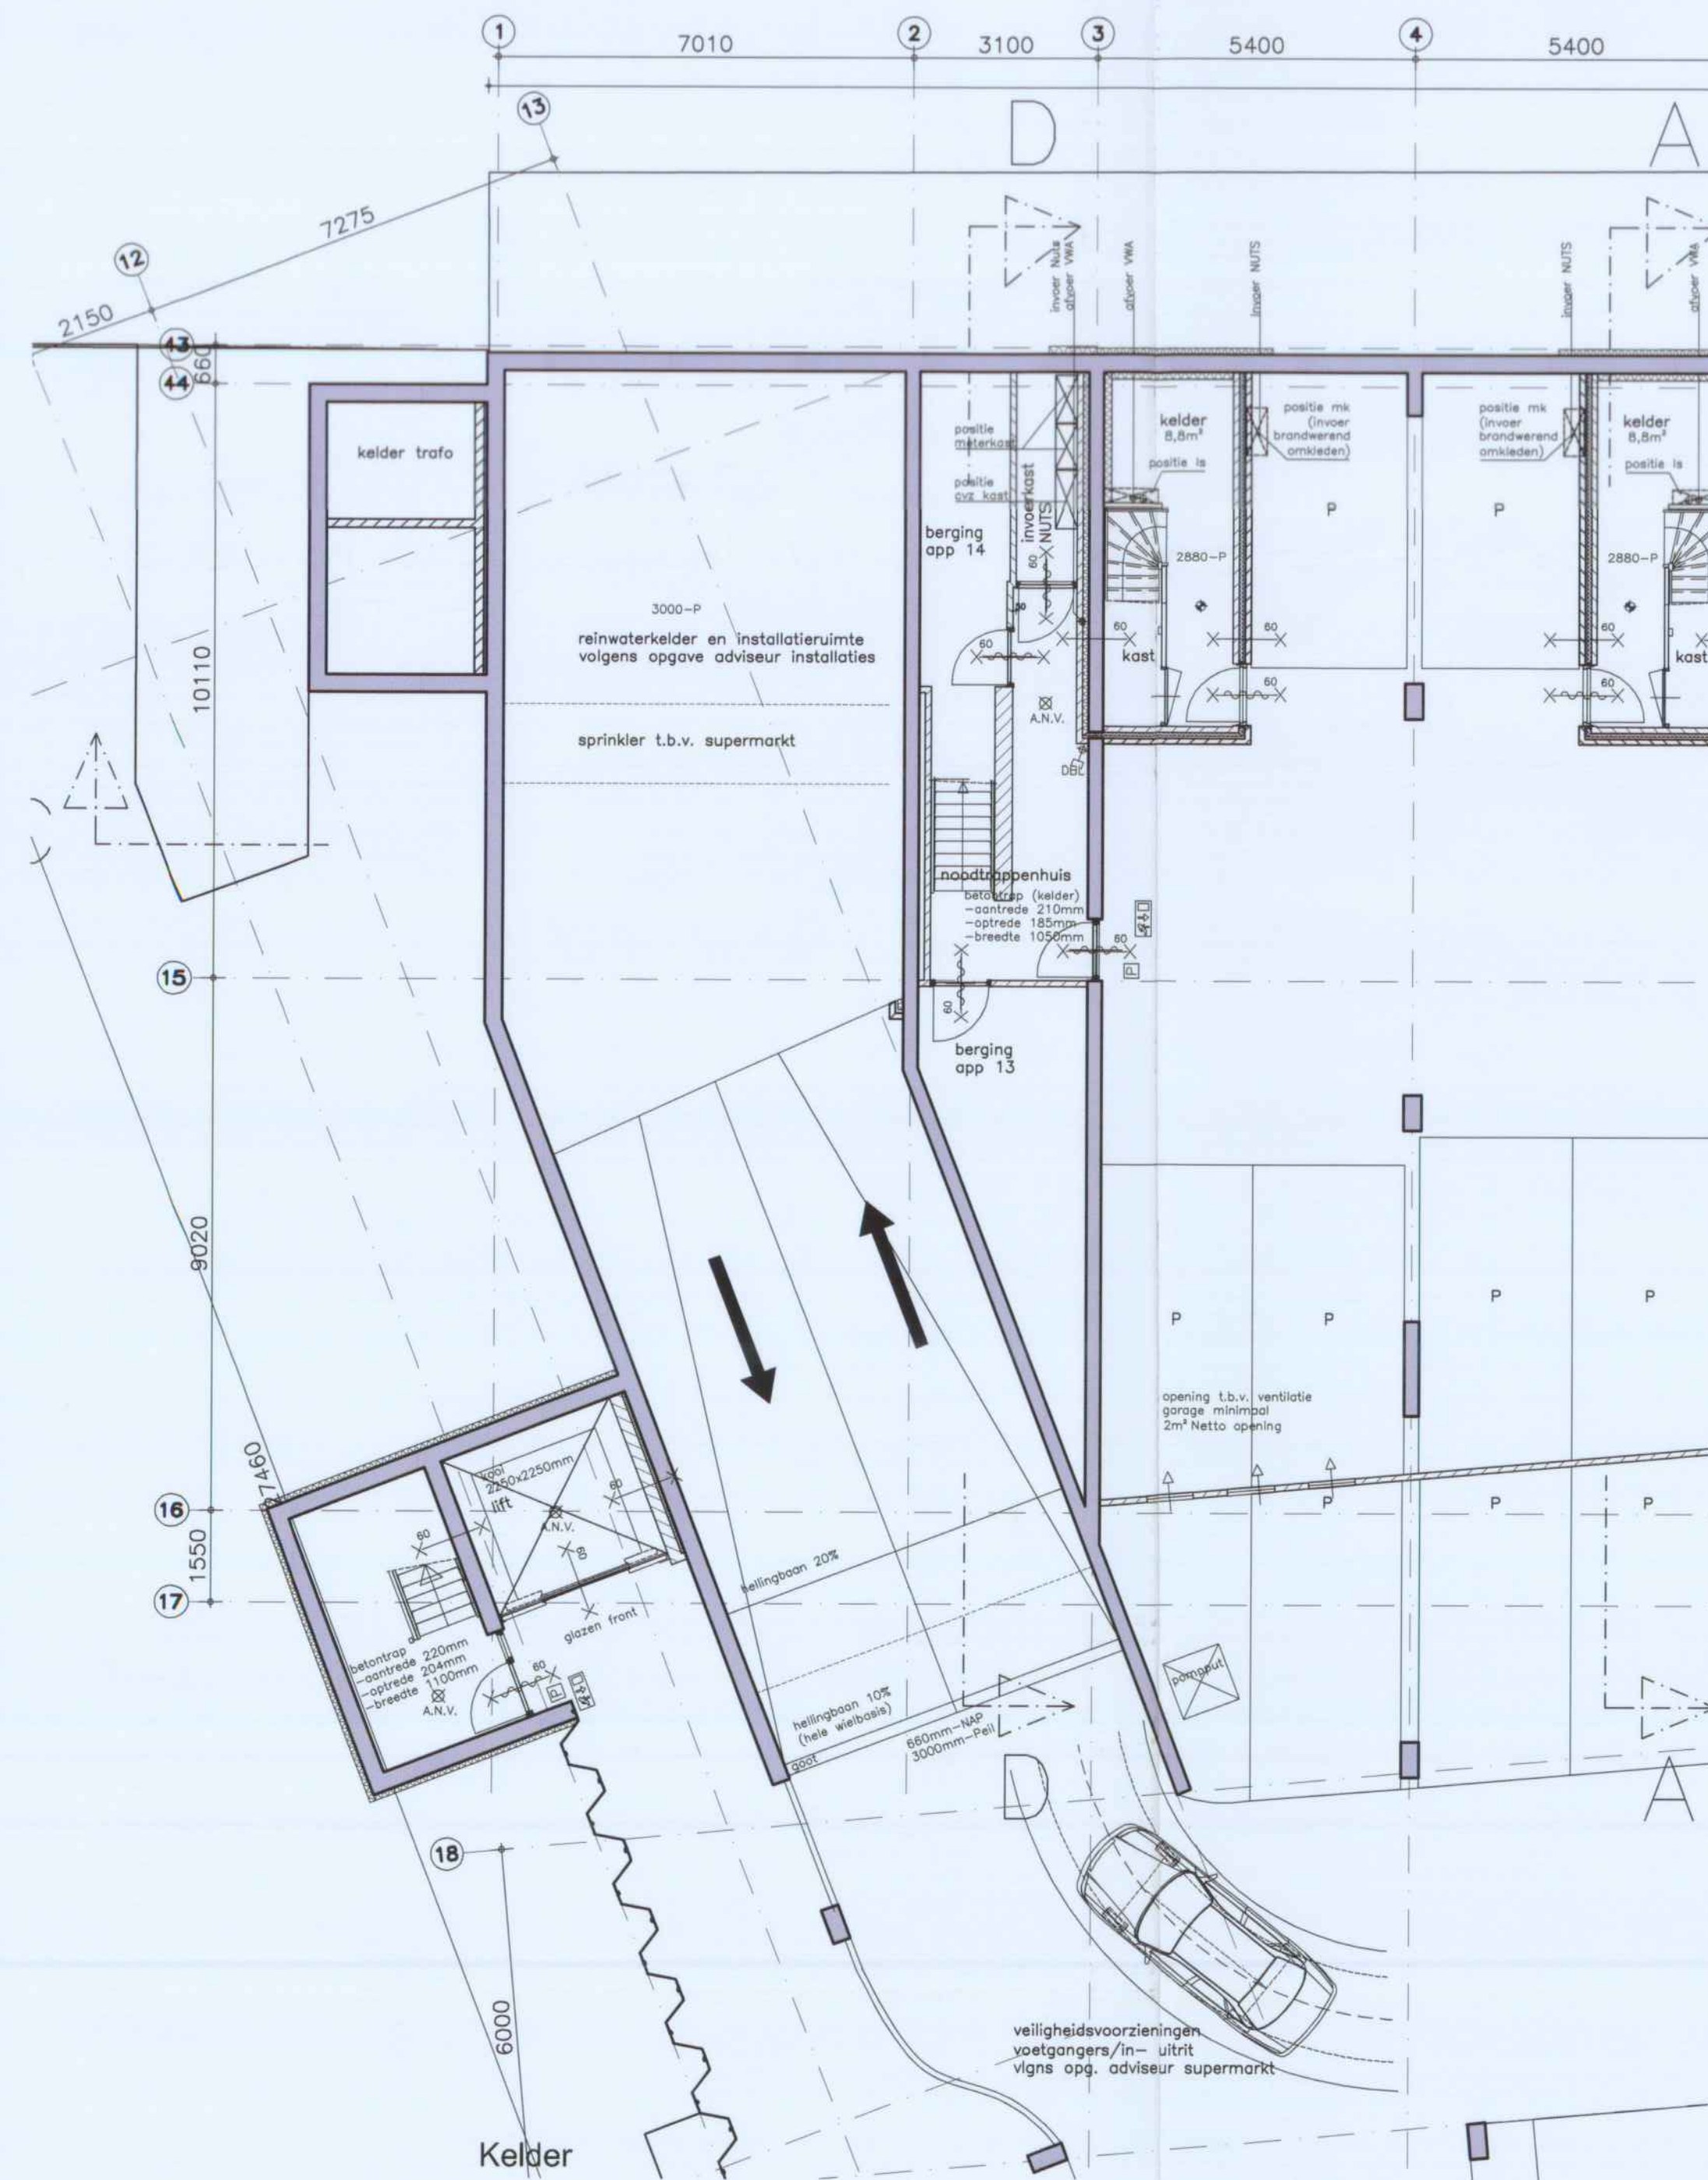 1
7010
2
3100
3
5400
4
5400
13
D
A
7275
12
2150
43
44
660
invoer Nuts
afvoer VWA
afvoer VWA
invoer NUTS
invoer NUTS
afvoer VWA
kelder trafo
positie
meterkast
positie
cvz kast
invoerkast
NUTS
kelder
8,8m²
positie ls
positie mk
(invoer
brandwerend
omkleden)
positie mk
(invoer
brandwerend
omkleden)
kelder
8,8m²
positie ls
P
P
berging
app 14
2880-P
2880-P
60
30
60
60
60
60
60
60
60
3000-P
reinwaterkelder en installatieruimte
volgens opgave adviseur installaties
kast
kast
A.N.V.
sprinkler t.b.v. supermarkt
DBL
10110
noodtrappenhuis
betontrap (kelder)
-aantrede 210mm
-optrede 185mm
-breedte 1050mm
60
P
15
60
berging
app 13
9020
P
P
P
P
opening t.b.v. ventilatie
garage minimaal
2m² Netto opening
P
P
P
27460
16
1550
17
kooi
2250x2250mm
lift
A.N.V.
60
60
60
glazen front
betontrap
-aantrede 220mm
-optrede 204mm
-breedte 1100mm
A.N.V.
60
P
hellingbaan 20%
hellingbaan 10%
(hele wielbasis)
goot
660mm-NAP
3000mm-Peil
pompput
D
A
18
6000
veiligheidsvoorzieningen
voetgangers/in- uitrit
vlgns opg. adviseur supermarkt
Kelder